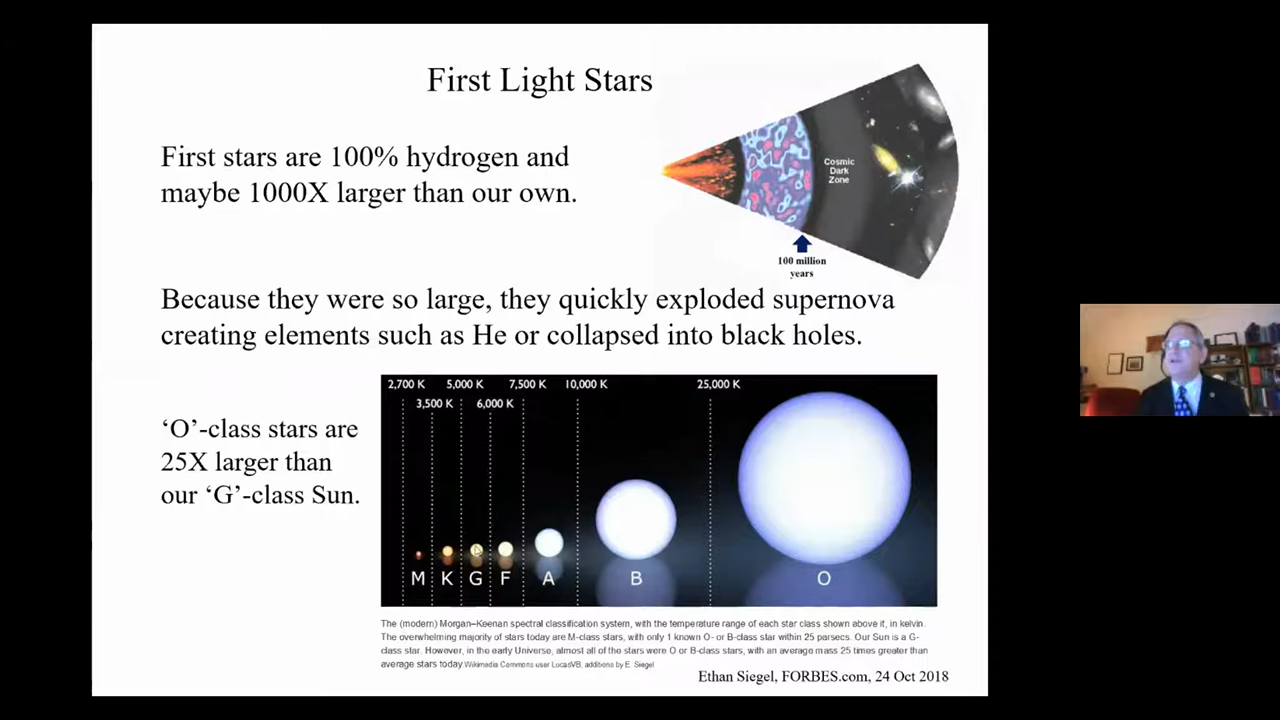 First Light Stars
First stars are 100% hydrogen and
maybe 1000X larger than our own.
Cosmic
Dark
Zone
100 million
years
Because they were so large, they quickly exploded supernova
creating elements such as He or collapsed into black holes.
‘O’-class stars are
25X larger than
our ‘G’-class Sun.
2,700 K 5,000 K 7,500 K 10,000 K 25,000 K
3,500 K 6,000 K
M K G F A B O
The (modern) Morgan–Keenan spectral classification system, with the temperature range of each star class shown above it, in kelvin.
The overwhelming majority of stars today are M-class stars, with only 1 known O- or B-class star within 25 parsecs. Our Sun is a G-
class star. However, in the early Universe, almost all of the stars were O or B-class stars, with an average mass 25 times greater than
average stars today. Wikimedia Commons user LucasVB, additions by E. Siegel
Ethan Siegel, FORBES.com, 24 Oct 2018